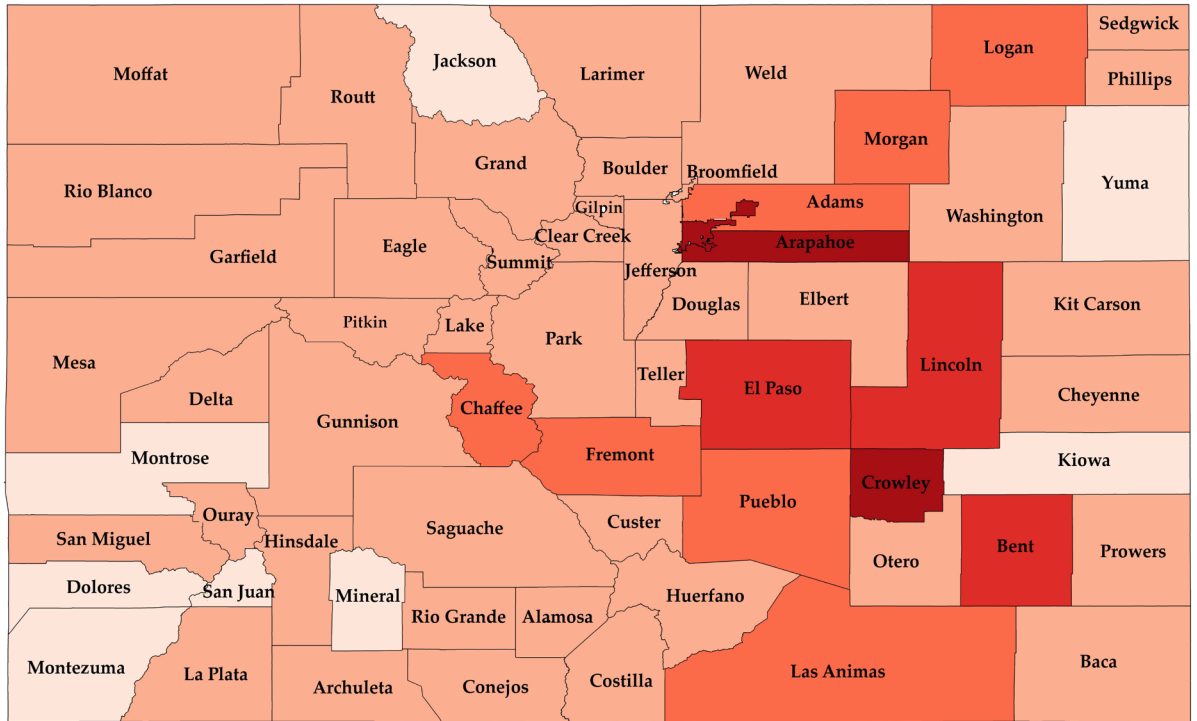 Sedgwick
Logan
Jackson
Moffat
Larimer
Weld
Phillips
Routt
Morgan
Grand
Boulder
Broomfield
Yuma
Rio Blanco
Adams
Gilpin
Washington
Clear Creek
Arapahoe
Eagle
Garfield
Summit
Jefferson
Elbert
Douglas
Kit Carson
Pitkin
Lake
Park
Mesa
Lincoln
Teller
El Paso
Cheyenne
Delta
Chaffee
Gunnison
Fremont
Montrose
Kiowa
Crowley
Pueblo
Ouray
Custer
Saguache
San Miguel
Hinsdale
Bent
Prowers
Otero
Dolores
San Juan
Mineral
Huerfano
Rio Grande
Alamosa
Montezuma
La Plata
Las Animas
Baca
Costilla
Archuleta
Conejos